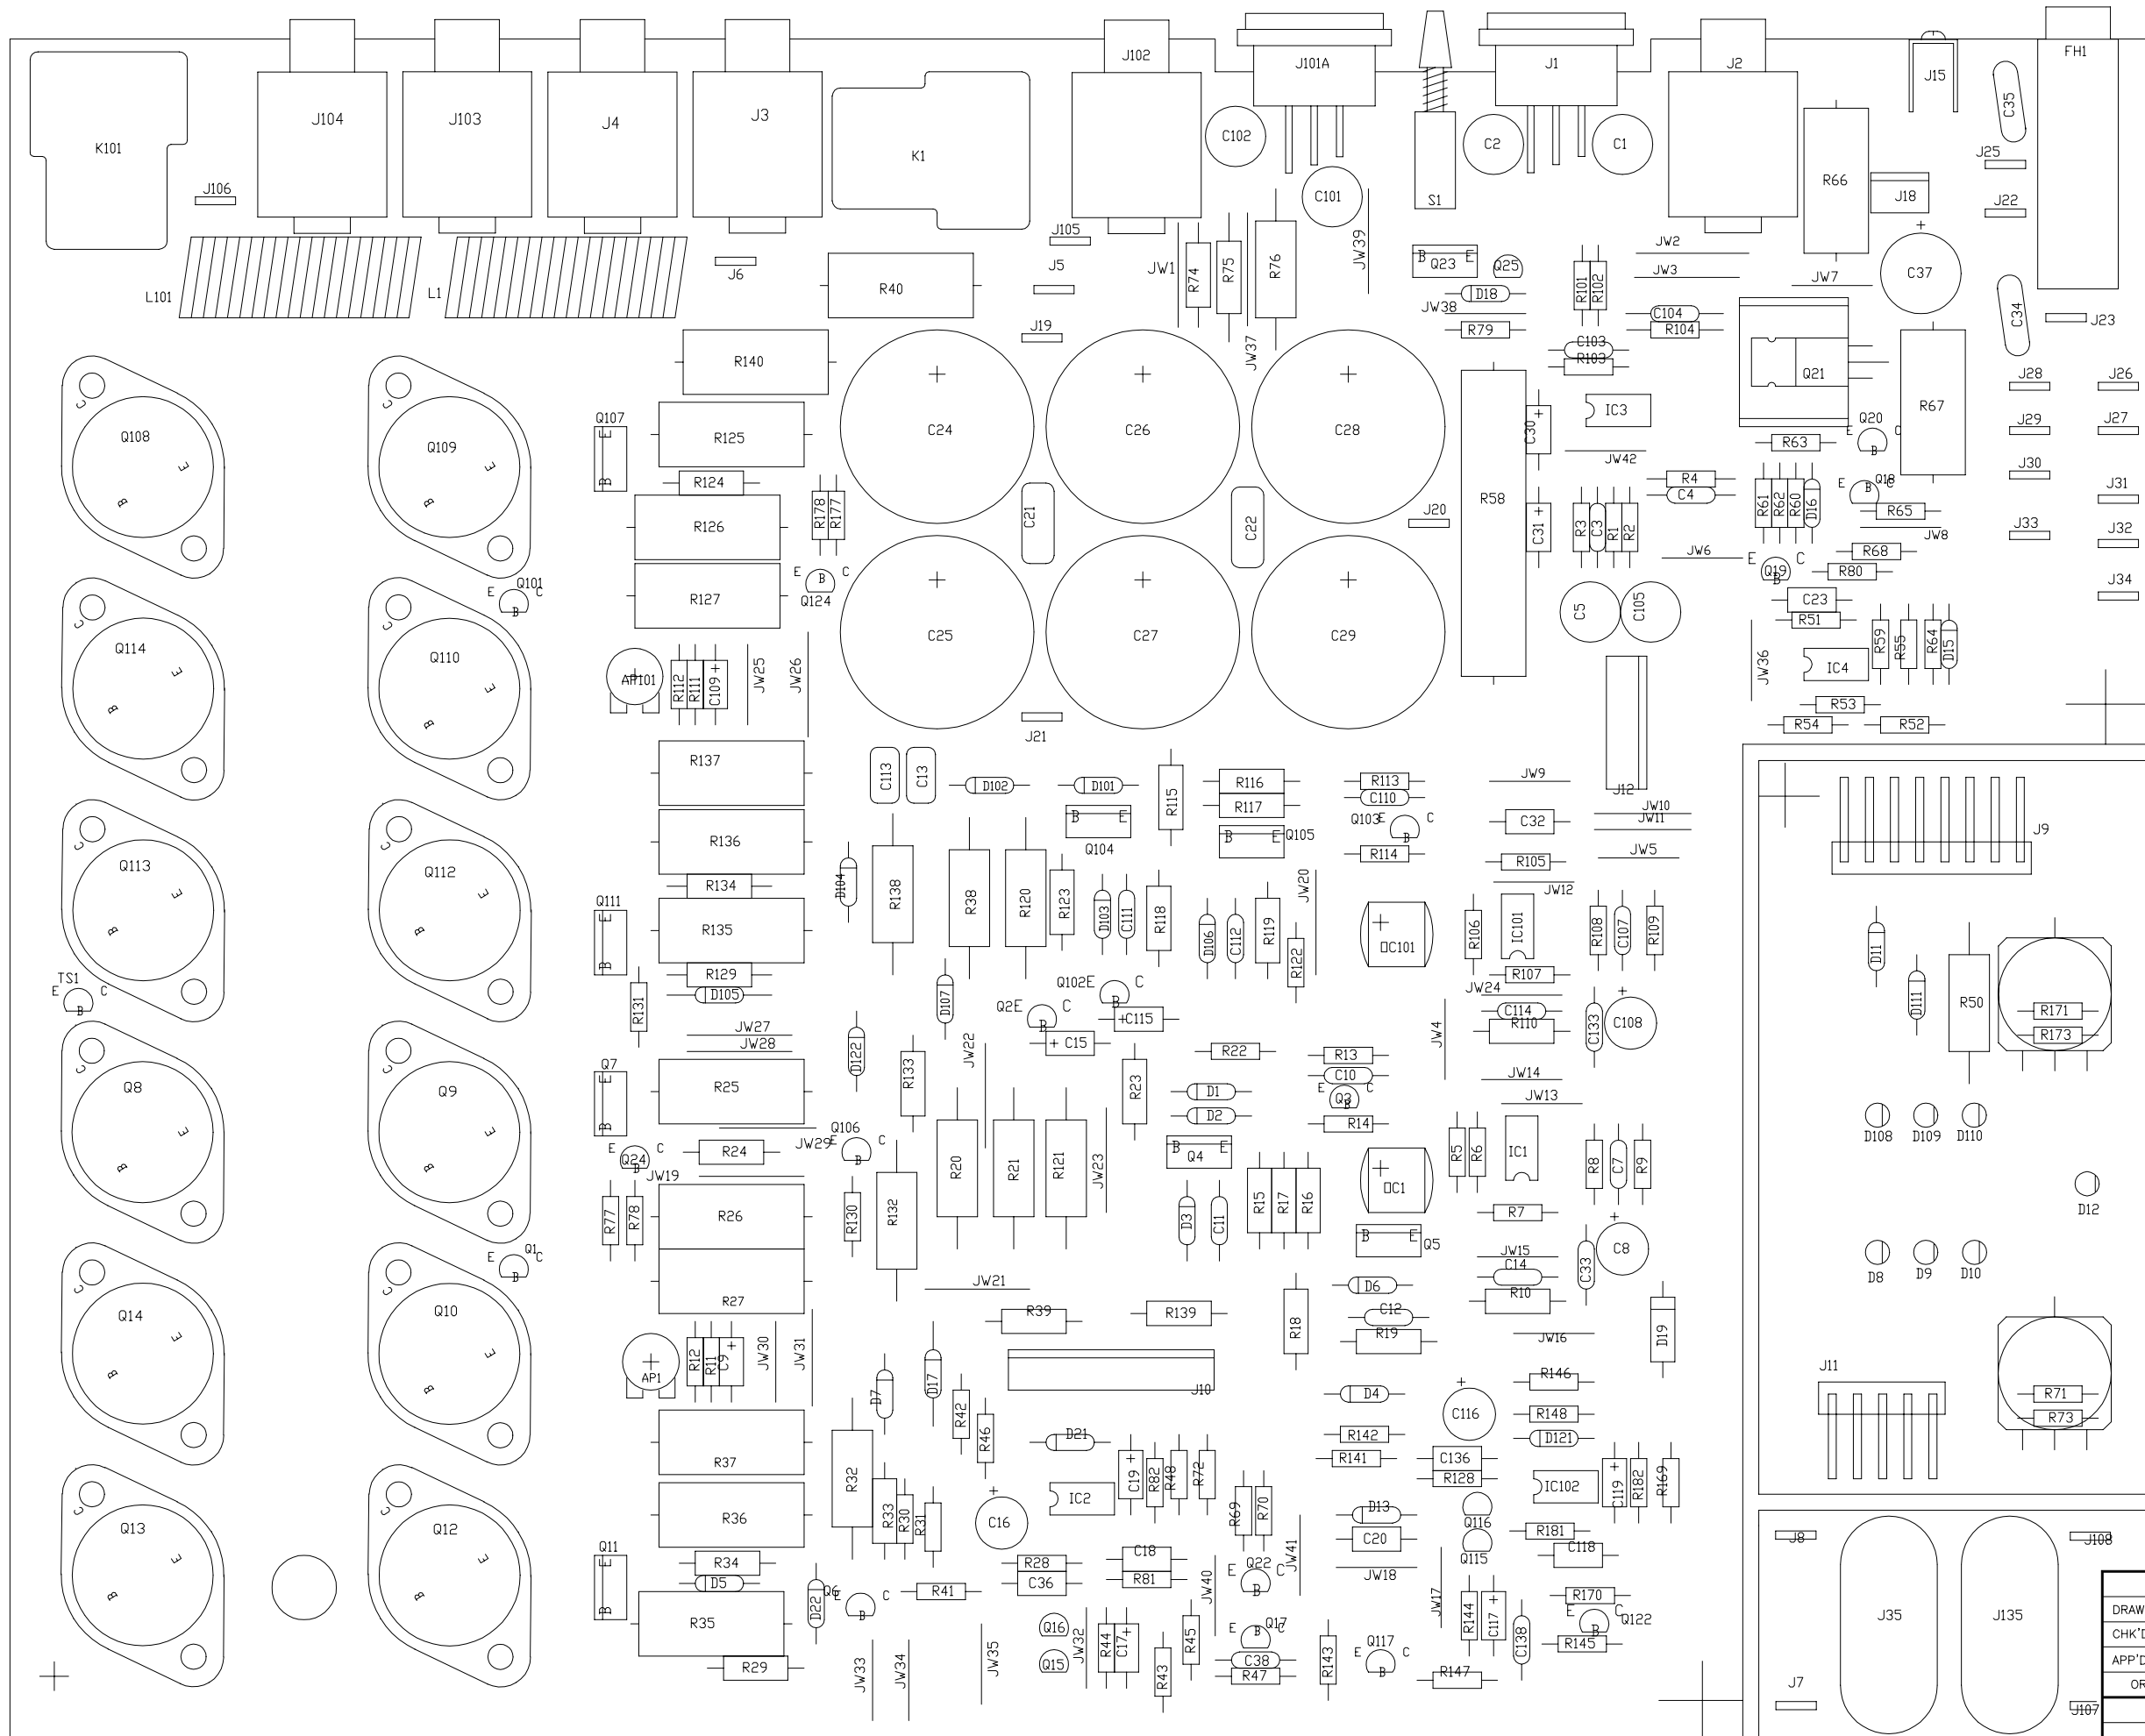 K101
J106
J104
J103
J4
J3
K1
J102
J101A
J1
J2
J15
C35
FH1
C102
C101
S1
C2
C1
R66
J18
J25
J22
L101
L1
J6
J105
J5
JW1
R74
R75
R76
JW39
B E
Q23
Q25
R101
R102
JW2
JW3
JW7
+
C37
R40
J19
JW37
D18
JW38
R79
C104
R104
C103
R103
Q21
C34
J23
R140
Q108
E
B
Q109
E
B
Q107
E
B
R125
R124
R126
R127
R178
R177
E B C
Q124
C24
C26
C28
C25
C27
C29
C21
C22
J20
J21
R58
C30 +
C31 +
IC3
JW42
R4
C4
R3
C3
R1
R2
JW6
R63
R67
E Q20 C
B
E Q18 C
B
R61
R62
R60
D16
R65
JW8
R68
R80
E C
Q19
B
J28
J26
J29
J27
J30
J31
J33
J32
J34
Q114
E
B
Q101
E C
B
Q110
E
B
AP101
R112
R111
C109 +
JW25
JW26
C5
C105
C23
R51
JW36
IC4
R59
R55
R64
D15
R53
R54
R52
R137
C113
C13
D102
D101
R115
R116
R117
R113
C110
JW9
J12
JW10
JW11
JW5
C32
Q113
E
B
Q112
E
B
R136
R134
Q111
E
B
R135
R129
D105
R131
D104
R138
R38
R120
R123
B E
Q104
B E Q105
Q103 E C
B
R114
R105
JW12
D103
C111
R118
D106
C112
R119
R122
JW20
OC101
R106
IC101
R108
C107
R109
R107
J9
TS1
E C
B
D107
Q102 E C
B
Q2 E C
B
+C115
+ C15
JW24
C114
R110
C133
+
C108
JW4
D11
D111
R50
R171
R173
Q8
E
B
Q9
E
B
JW27
JW28
Q7
E
B
R25
D122
R133
JW22
R22
R23
D1
D2
R13
C10
E C
Q3
B
R14
JW14
JW13
E C
Q24
B
R24
JW29
JW19
Q106
E C
B
R20
R21
R121
JW23
B E
Q4
OC1
R5
R6
IC1
R8
C7
R9
R7
D108
D109
D110
D12
D8
D9
D10
R77
R78
R26
R130
R132
D3
C11
R15
R17
R16
B E Q5
+
C8
Q1
E C
B
R27
JW21
D6
JW15
C14
R10
C33
Q14
E
B
Q10
E
B
AP1
R12
R11
C9 +
JW30
JW31
R39
R139
R18
C12
R19
JW16
D19
J10
D7
D17
R42
R46
D4
+
C116
R146
R148
D121
J11
R71
R73
R37
R32
D21
C19 +
R82
R48
R72
R142
R141
C136
R128
IC102
C119 +
R182
R169
Q13
E
B
Q12
E
B
R36
R33
R30
R31
+
C16
IC2
R69
R70
D13
C20
Q116
Q115
R181
C118
Q11
E
B
R34
D5
R35
R29
D22
Q6
E C
B
R41
R28
C36
C18
R81
JW40
Q22
E C
B
JW41
JW18
JW17
R144
C117 +
C138
R170
E C Q122
B
R145
J8
J108
J35
J135
J7
J107
JW33
JW34
JW35
Q16
Q15
JW32
R44
C17 +
R43
R45
E Q17 C
B
C38
R47
R143
Q117
E C
B
R147
DRAW
CHK'D
APP'D
OR